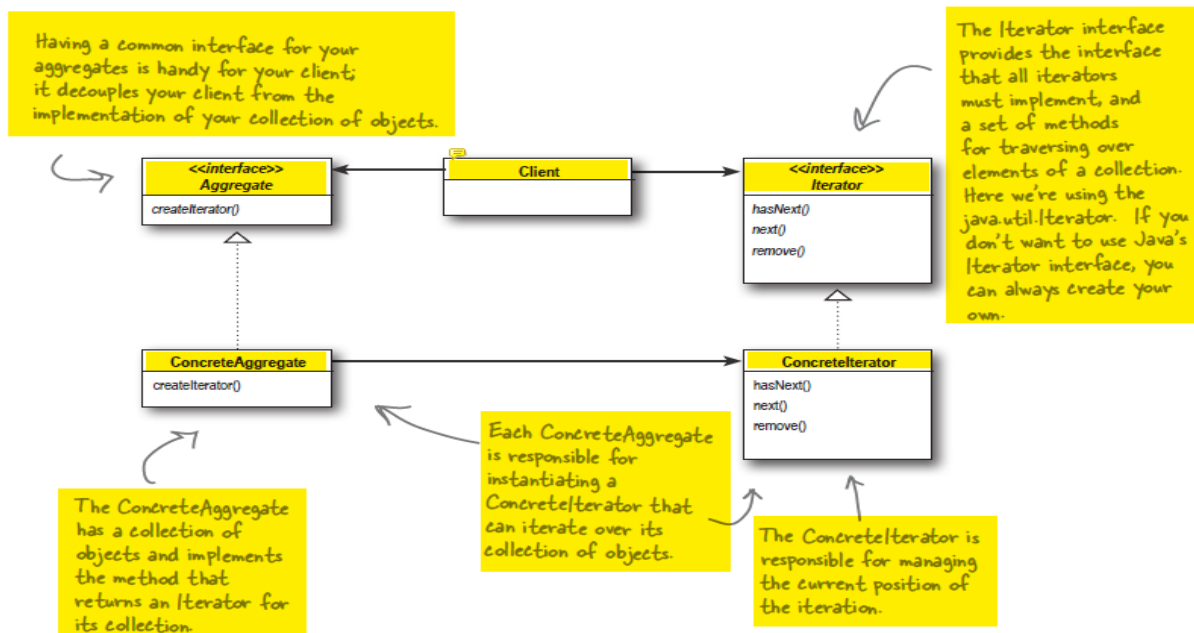 Having a common interface for your
aggregates is handy for your client;
it decouples your client from the
implementation of your collection of objects.
The Iterator interface
provides the interface
that all iterators
must implement, and
a set of methods
for traversing over
elements of a collection.
Here we're using the
java.util.Iterator. If you
don't want to use Java's
Iterator interface, you
can always create your
own.
<<interface>>
Aggregate
createIterator()
Client
<<interface>>
Iterator
hasNext()
next()
remove()
ConcreteAggregate
createIterator()
ConcreteIterator
hasNext()
next()
remove()
Each ConcreteAggregate
is responsible for
instantiating a
ConcreteIterator that
can iterate over its
collection of objects.
The ConcreteAggregate
has a collection of
objects and implements
the method that
returns an Iterator for
its collection.
The ConcreteIterator is
responsible for managing
the current position of
the iteration.